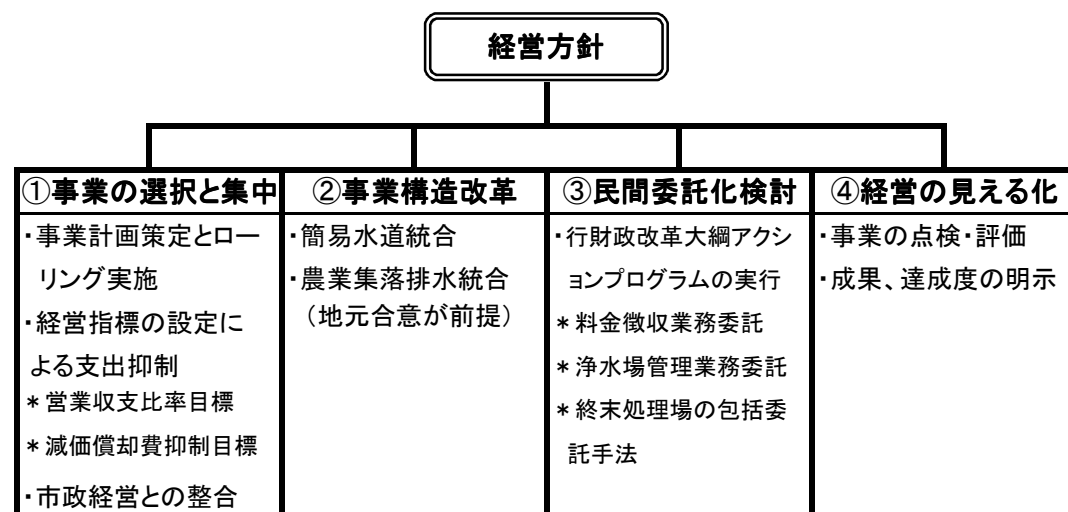 経営方針
①事業の選択と集中
・事業計画策定とロー
リング実施
・経営指標の設定に
よる支出抑制
＊営業収支比率目標
＊減価償却費抑制目標
・市政経営との整合
②事業構造改革
・簡易水道統合
・農業集落排水統合
（地元合意が前提）
③民間委託化検討
・行財政改革大綱アクシ
ョンプログラムの実行
＊料金徴収業務委託
＊浄水場管理業務委託
＊終末処理場の包括委
託手法
④経営の見える化
・事業の点検・評価
・成果、達成度の明示